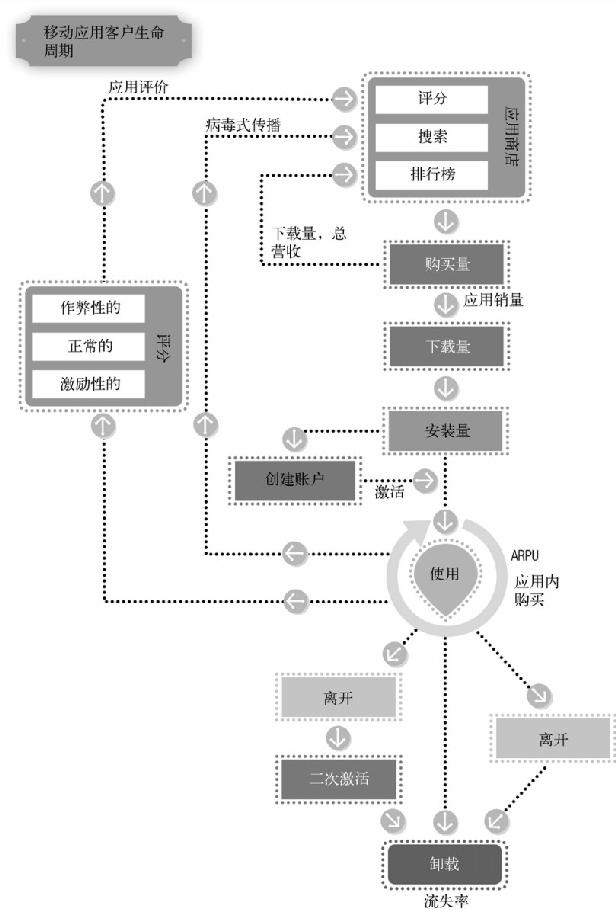 移动应用客户生命
周期
应用评价
评分
搜索
排行榜
应用商店
病毒式传播
下载量，总
营收
购买量
应用销量
下载量
作弊性的
正常的
激励性的
评分
安装量
创建账户
激活
使用
ARPU
应用内
购买
离开
离开
二次激活
卸载
流失率